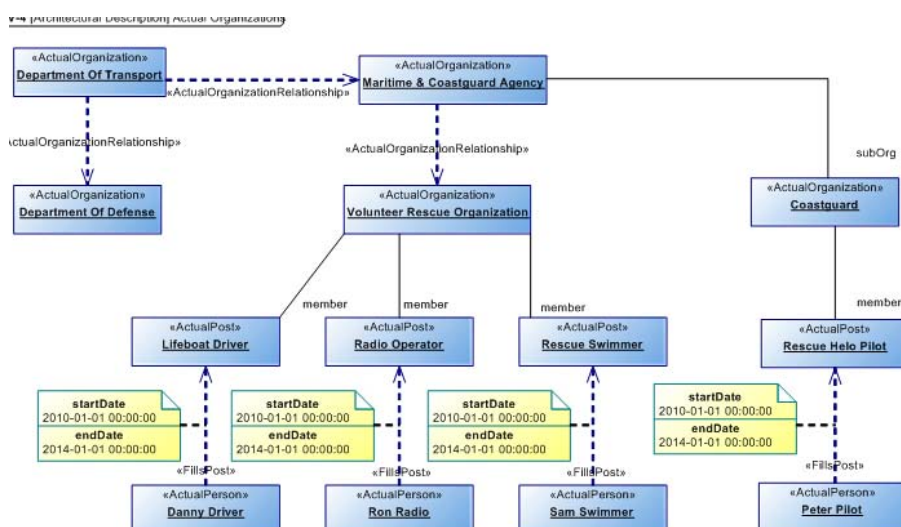 V-4 [Architectural Description] Actual Organizations
«ActualOrganization»
Department Of Transport
«ActualOrganization»
Maritime & Coastguard Agency
«ActualOrganizationRelationship»
ActualOrganizationRelationship»
«ActualOrganizationRelationship»
subOrg
«ActualOrganization»
Department Of Defense
«ActualOrganization»
Volunteer Rescue Organization
«ActualOrganization»
Coastguard
member
member
member
member
«ActualPost»
Lifeboat Driver
«ActualPost»
Radio Operator
«ActualPost»
Rescue Swimmer
«ActualPost»
Rescue Helo Pilot
startDate
2010-01-01 00:00:00
endDate
2014-01-01 00:00:00
startDate
2010-01-01 00:00:00
endDate
2014-01-01 00:00:00
startDate
2010-01-01 00:00:00
endDate
2014-01-01 00:00:00
startDate
2010-01-01 00:00:00
endDate
2014-01-01 00:00:00
«FillsPost»
«FillsPost»
«FillsPost»
«FillsPost»
«ActualPerson»
Danny Driver
«ActualPerson»
Ron Radio
«ActualPerson»
Sam Swimmer
«ActualPerson»
Peter Pilot